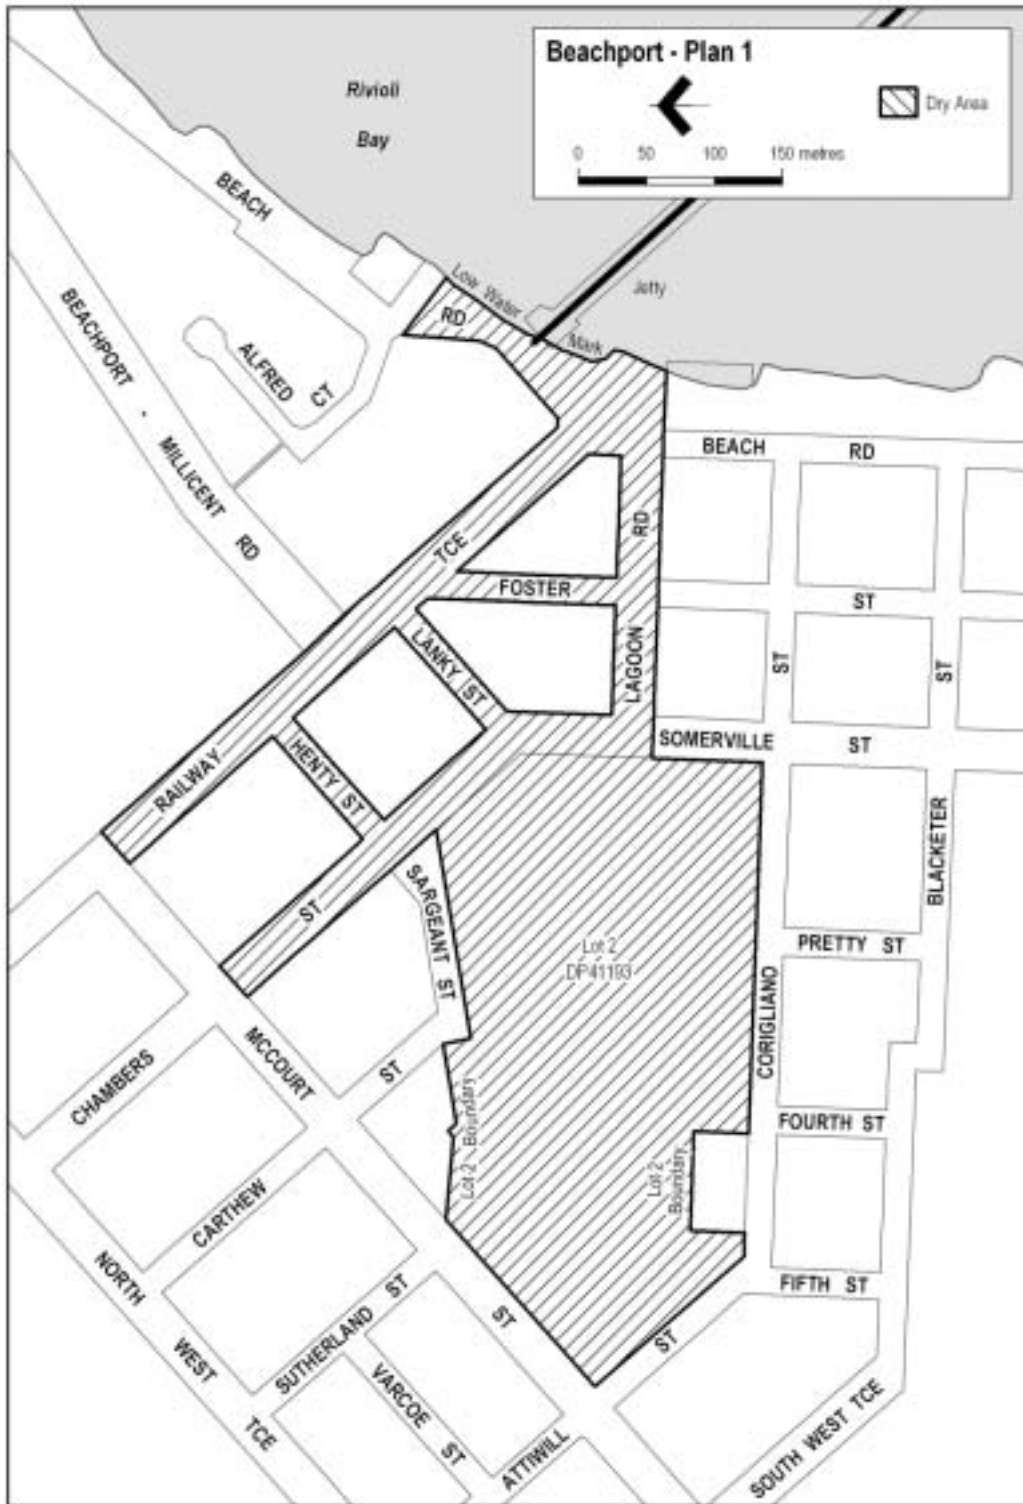 Beachport - Plan 1
Dry Area
0 50 100 150 metres
Rivioli
Bay
BEACH
RD
Low Water
Mark
Jetty
BEACHPORT - MILLICENT RD
ALFRED
CT
BEACH RD
TCE
RD
FOSTER
ST
LANKY ST
LAGOON
ST
ST
SOMERVILLE ST
RAILWAY
HENTY ST
BLACKETER
ST
SARGEANT ST
Lot 2
DP41193
PRETTY ST
CORIGLIANO
MCCOURT
CHAMBERS
ST
Lot 2
Boundary
FOURTH ST
Lot 2
Boundary
CARTHEW
NORTH
WEST
TCE
SUTHERLAND ST
ST
FIFTH ST
ST
VARCOE ST
ATTIWILL
SOUTH WEST TCE